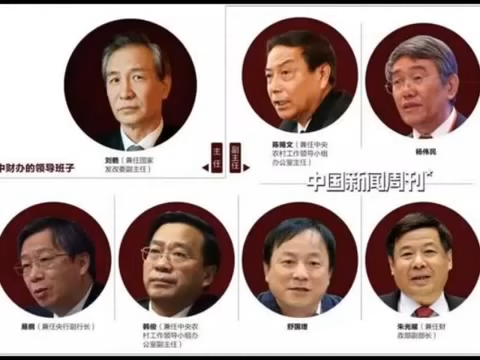 刘鹤（兼任国家
发改委副主任）
中财办的领导班子
主任
副主任
陈锡文（兼任中央
农村工作领导小组
办公室主任）
杨伟民
中国新闻周刊
易纲（兼任央行副行长）
韩俊（兼任中央农
村工作领导小组办
公室副主任）
舒国增
朱光耀（兼任财
政部副部长）